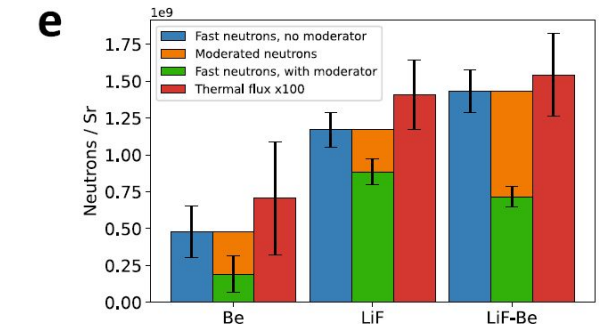 e
1e9
Fast neutrons, no moderator
Moderated neutrons
Fast neutrons, with moderator
Thermal flux x100
Neutrons / Sr
1.75
1.50
1.25
1.00
0.75
0.50
0.25
0.00
Be
LiF
LiF-Be